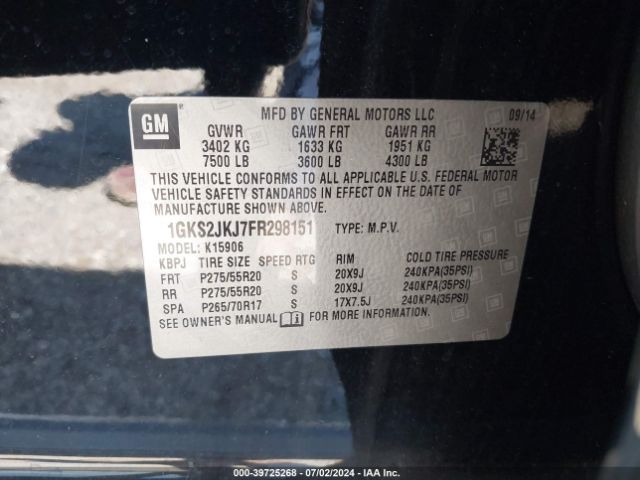 GM
MFD BY GENERAL MOTORS LLC 09/14
GVWR GAWR FRT GAWR RR
3402 KG 1633 KG 1951 KG
7500 LB 3600 LB 4300 LB
THIS VEHICLE CONFORMS TO ALL APPLICABLE U.S. FEDERAL MOTOR
VEHICLE SAFETY STANDARDS IN EFFECT ON THE DATE OF
MANUFACTURE SHOWN ABOVE.
1GKS2JKJ7FR298151 TYPE: M.P.V.
MODEL: K15906
KBPJ TIRE SIZE SPEED RTG RIM COLD TIRE PRESSURE
FRT P275/55R20 S 20X9J 240KPA(35PSI)
RR P275/55R20 S 20X9J 240KPA(35PSI)
SPA P265/70R17 S 17X7.5J 240KPA(35PSI)
SEE OWNER'S MANUAL i FOR MORE INFORMATION.
000-39725268 - 07/02/2024 - IAA Inc.